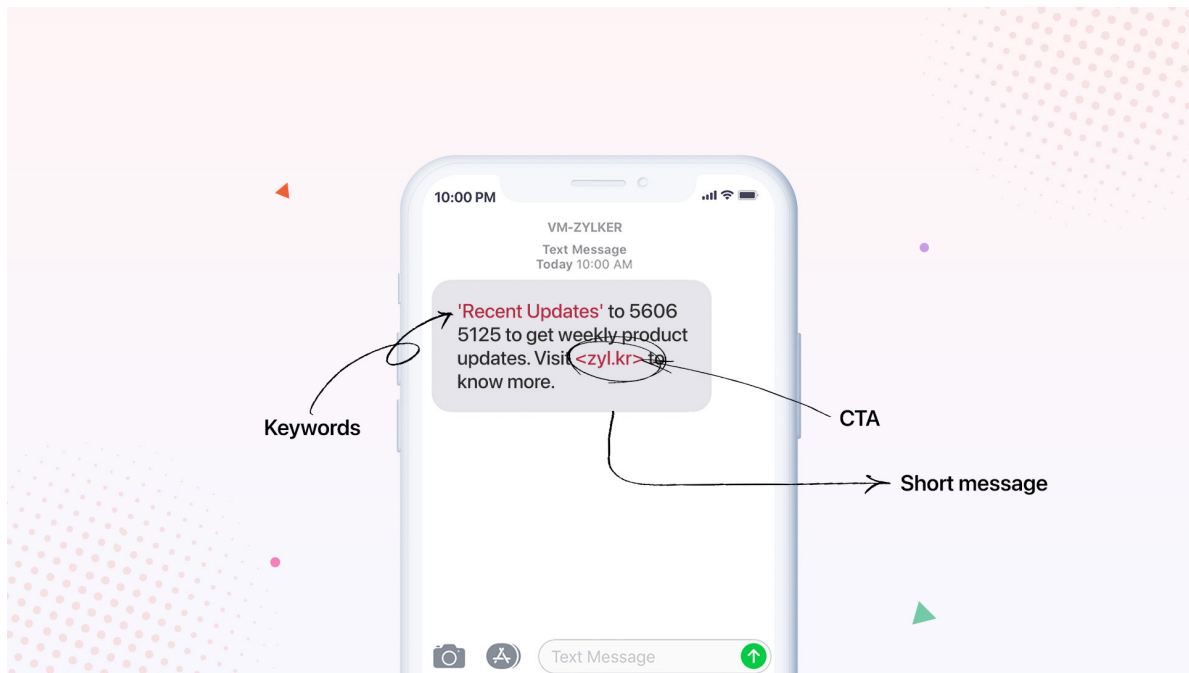 10:00 PM
VM-ZYLKER
Text Message
Today 10:00 AM
'Recent Updates' to 5606
5125 to get weekly product
updates. Visit <zyl.kr> to
know more.
Keywords
CTA
Short message
Text Message